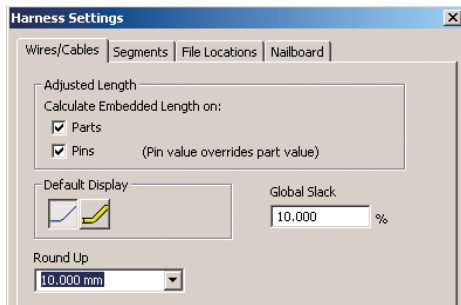 Harness Settings
Wires/Cables Segments File Locations Nailboard
Adjusted Length
Calculate Embedded Length on:
Parts
Pins (Pin value overrides part value)
Default Display
Global Slack
10.000 %
Round Up
10.000 mm